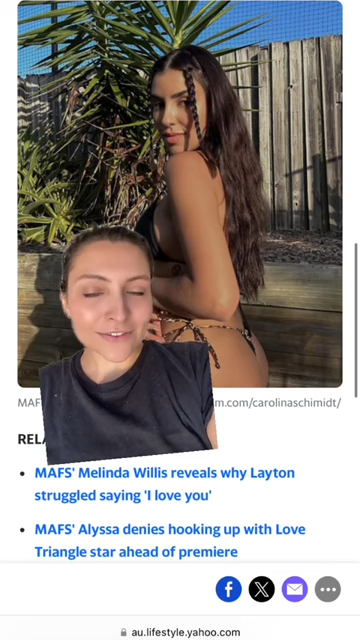 MAF
m.com/carolinaschimidt/
RELA
MAFS' Melinda Willis reveals why Layton
struggled saying 'I love you'
MAFS' Alyssa denies hooking up with Love
Triangle star ahead of premiere
au.lifestyle.yahoo.com